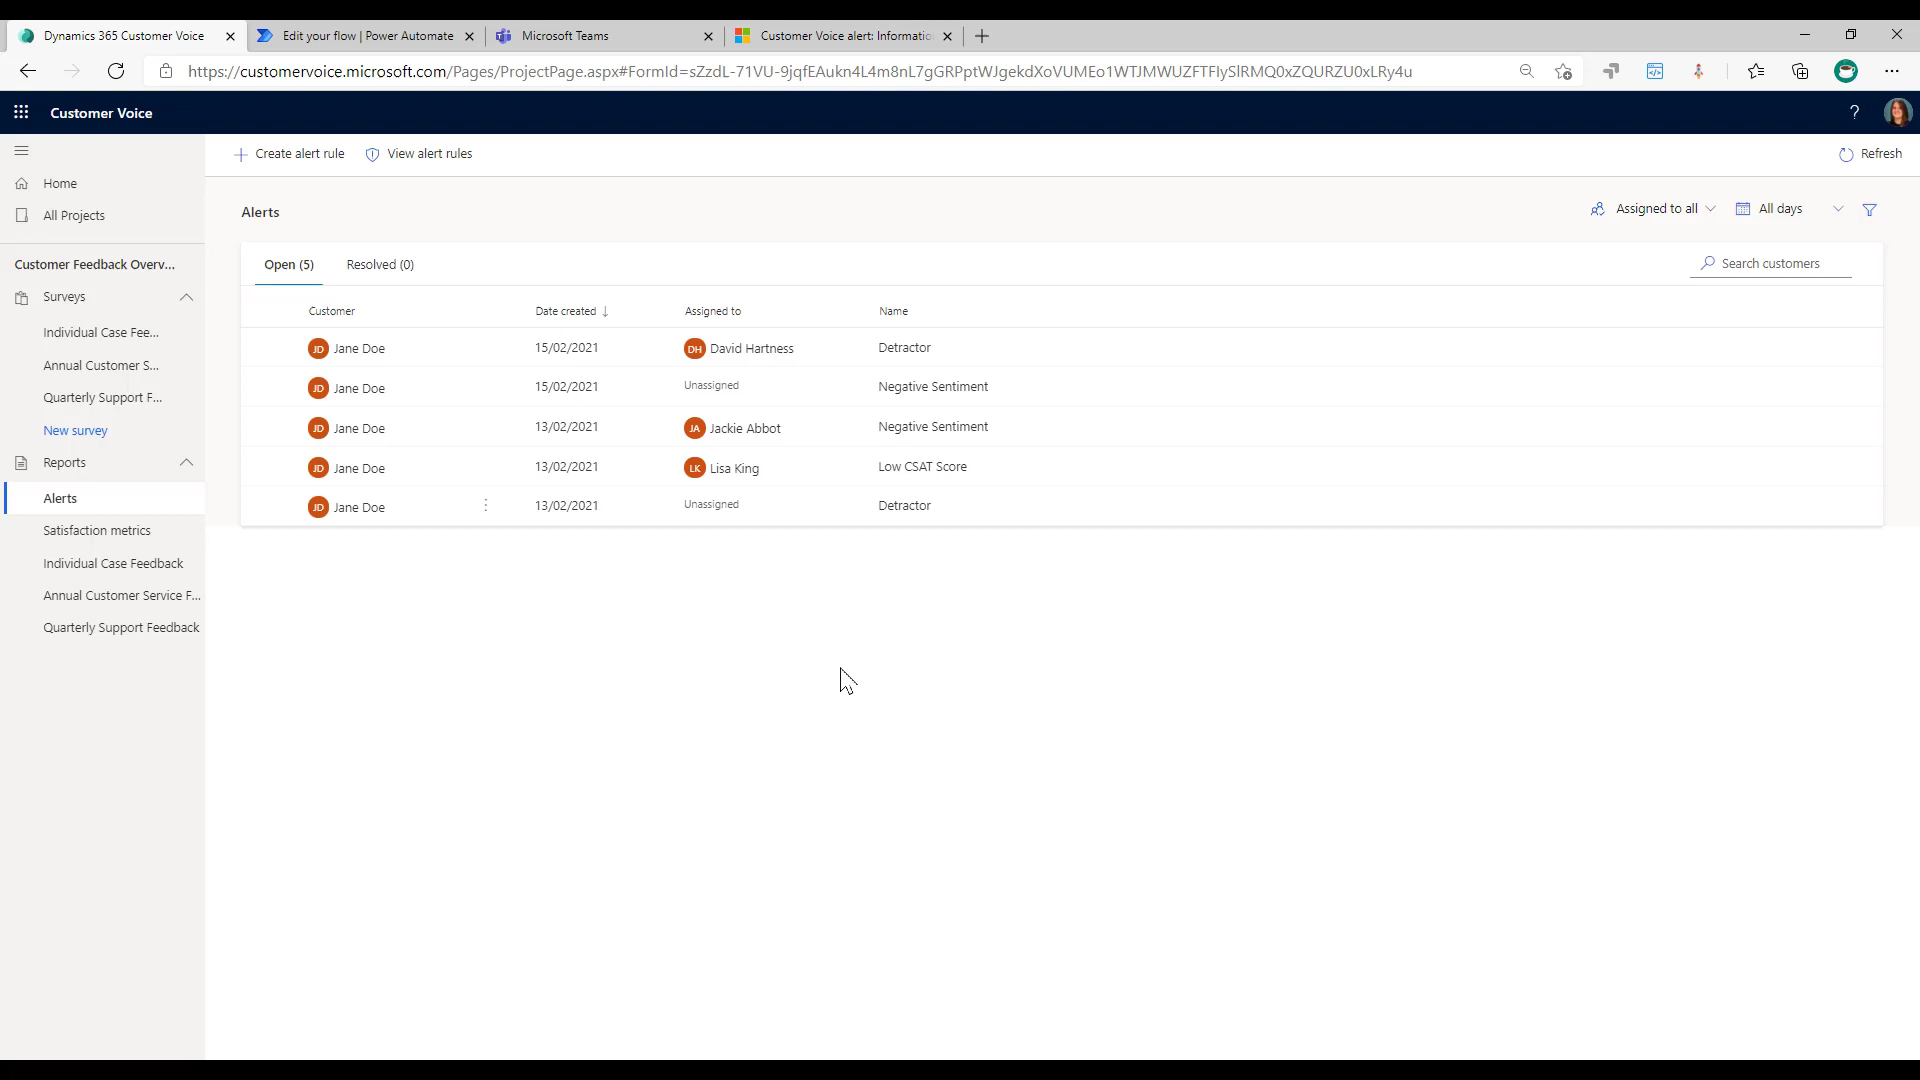 Dynamics 365 Customer Voice
Edit your flow | Power Automate
Microsoft Teams
Customer Voice alert: Informatio
https://customervoice.microsoft.com/Pages/ProjectPage.aspx#FormId=sZzdL-71VU-9jqfEAukn4L4m8nL7gGRPptWJgekdXoVUMEo1WTJMWUZFTFIySlRMQ0xZQURZU0xLRy4u
Customer Voice
?
Create alert rule
View alert rules
Refresh
Home
All Projects
Customer Feedback Overv...
Surveys
Individual Case Fee...
Annual Customer S...
Quarterly Support F...
New survey
Reports
Alerts
Satisfaction metrics
Individual Case Feedback
Annual Customer Service F...
Quarterly Support Feedback
Alerts
Assigned to all
All days
Open (5)
Resolved (0)
Search customers
Customer Date created ↓ Assigned to Name
JD Jane Doe 15/02/2021 DH David Hartness Detractor
JD Jane Doe 15/02/2021 Unassigned Negative Sentiment
JD Jane Doe 13/02/2021 JA Jackie Abbot Negative Sentiment
JD Jane Doe 13/02/2021 LK Lisa King Low CSAT Score
JD Jane Doe 13/02/2021 Unassigned Detractor